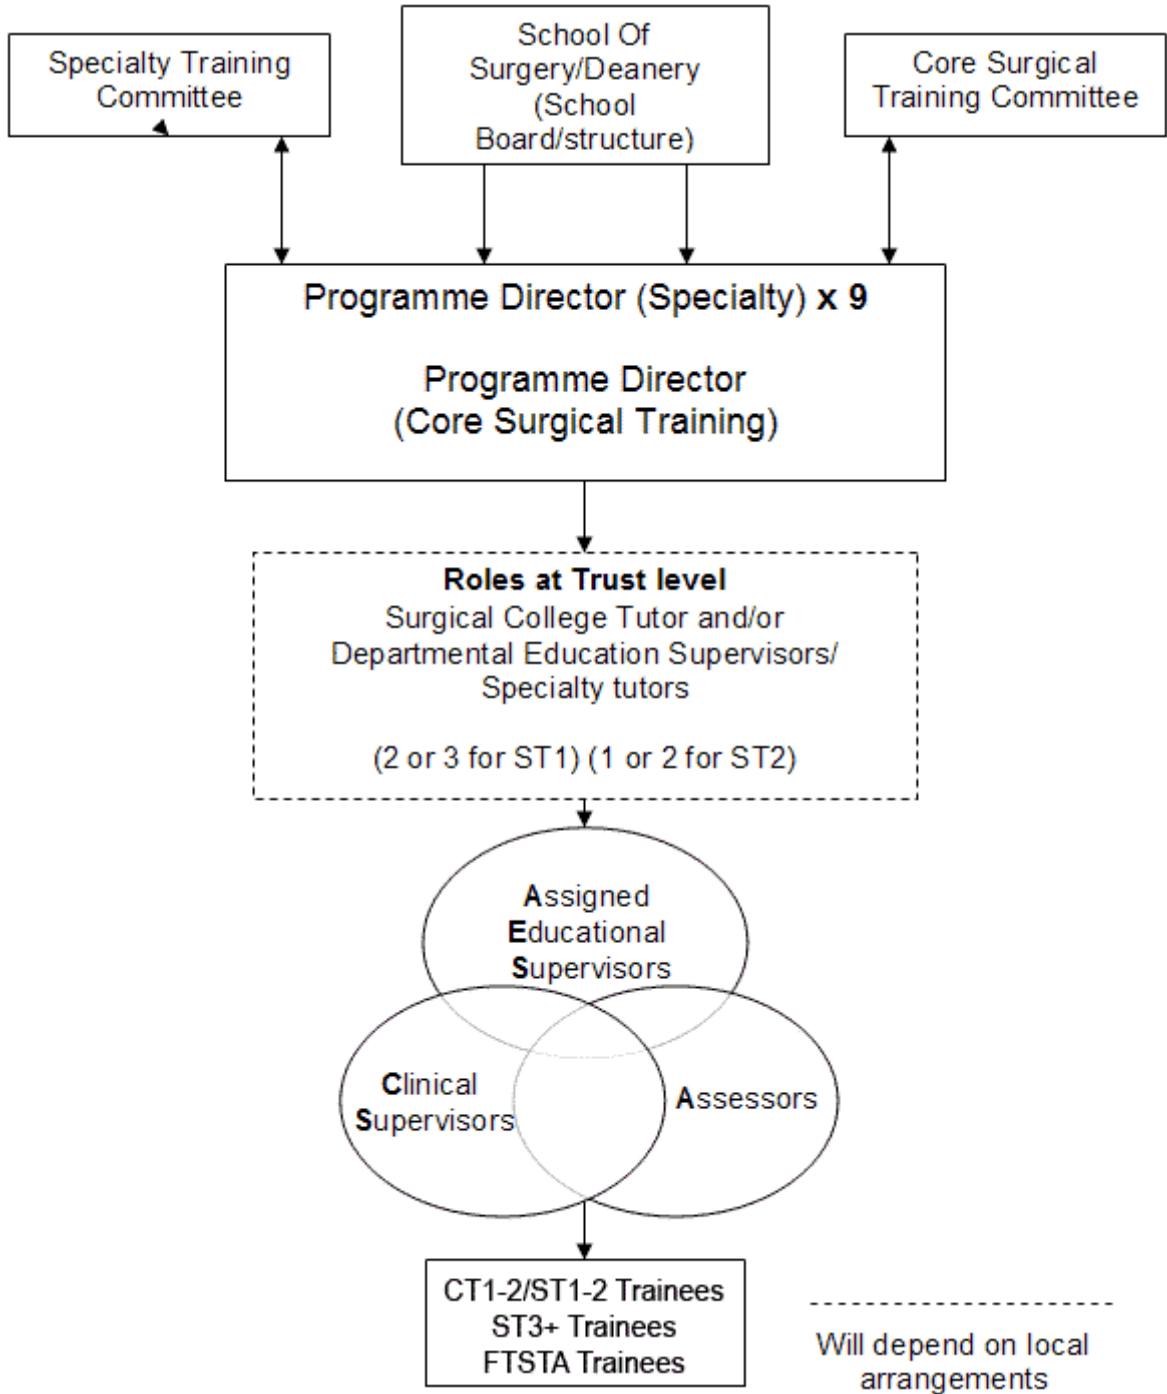 Specialty Training
Committee
School Of
Surgery/Deanery
(School
Board/structure)
Core Surgical
Training Committee
Programme Director (Specialty) x 9
Programme Director
(Core Surgical Training)
Roles at Trust level
Surgical College Tutor and/or
Departmental Education Supervisors/
Specialty tutors
(2 or 3 for ST1) (1 or 2 for ST2)
Assigned
Educational
Supervisors
Clinical
Supervisors
Assessors
CT1-2/ST1-2 Trainees
ST3+ Trainees
FTSTA Trainees
Will depend on local
arrangements